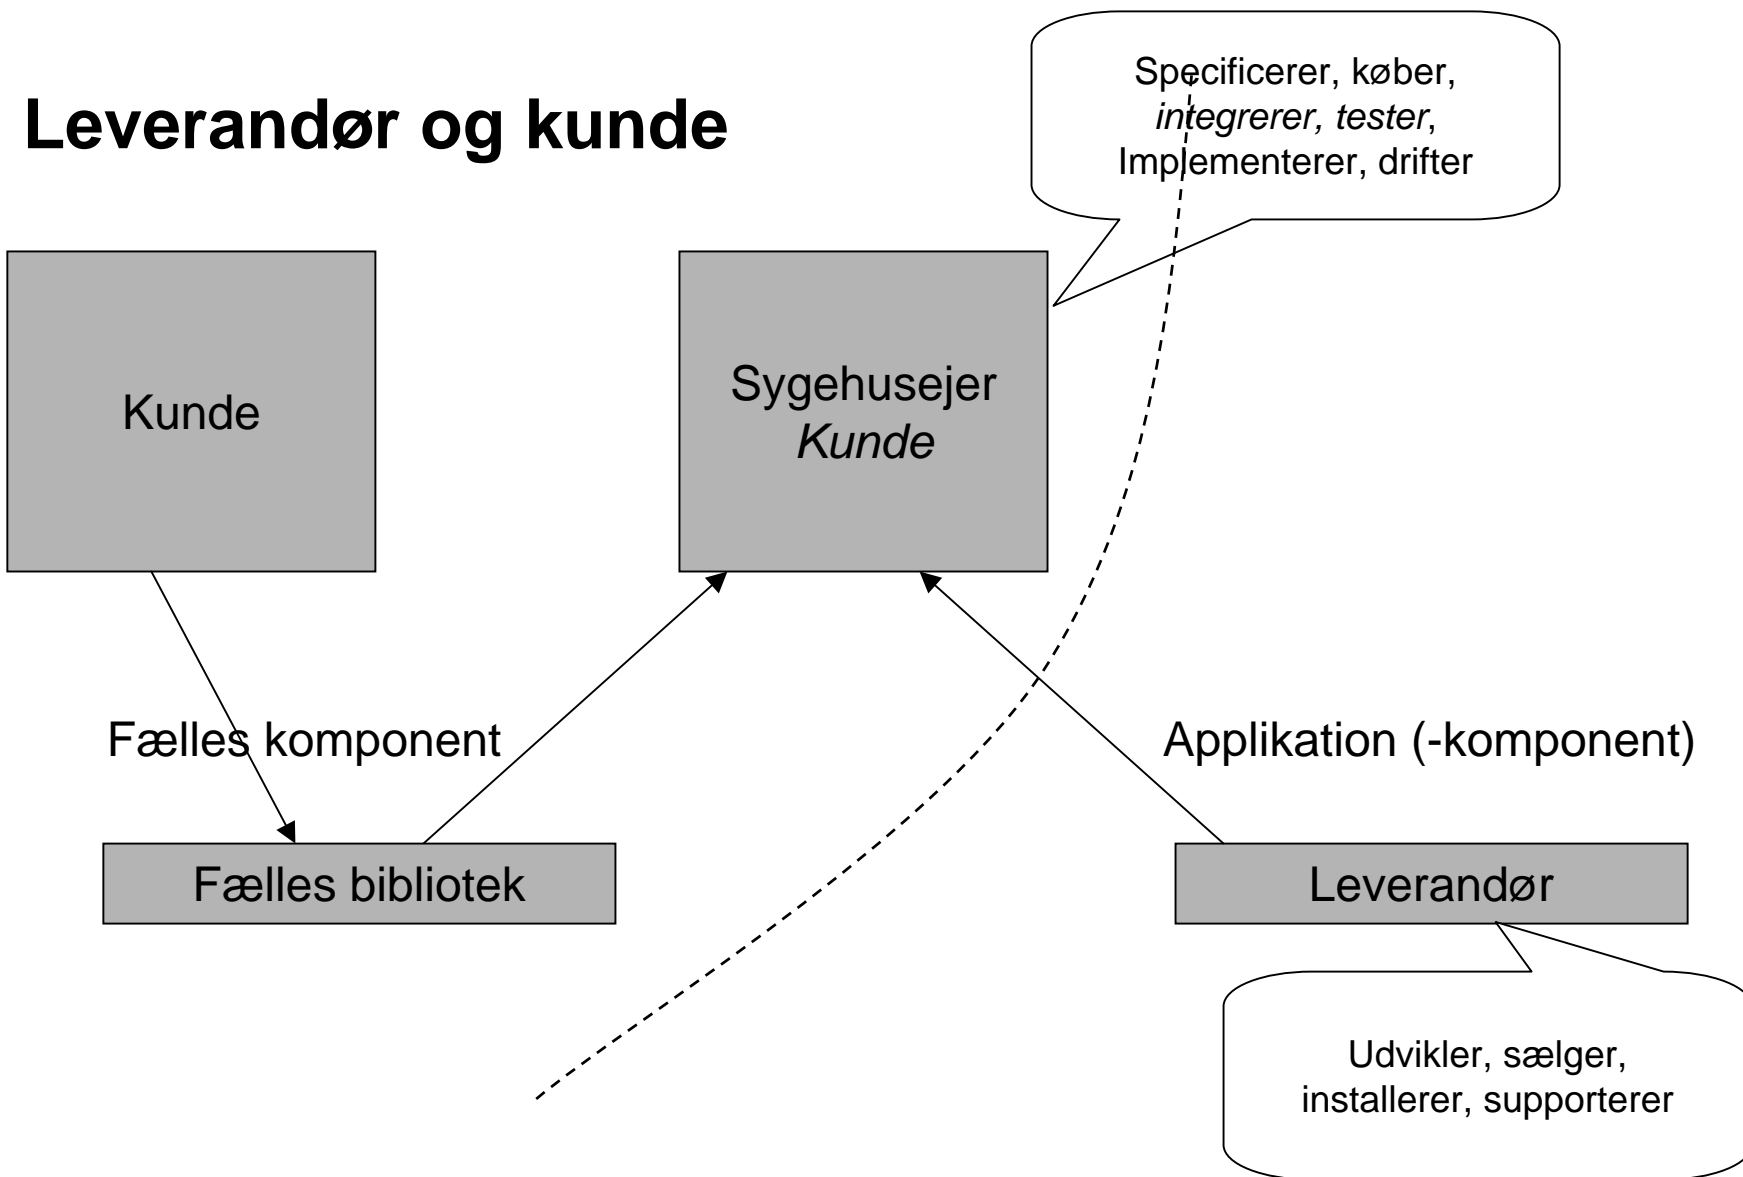 Leverandør og kunde
Specificerer, køber,
integrerer, tester,
Implementerer, drifter
Kunde
Sygehusejer
Kunde
Fælles komponent
Applikation (-komponent)
Fælles bibliotek
Leverandør
Udvikler, sælger,
installerer, supporterer